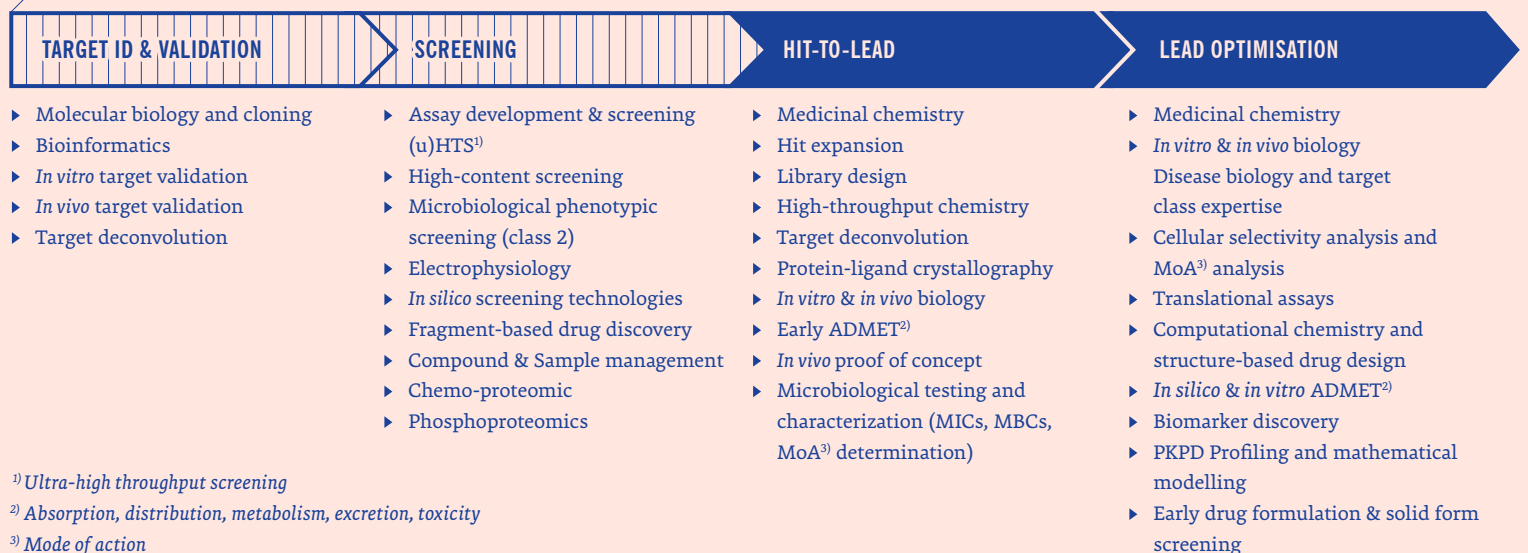 TARGET ID & VALIDATION
Molecular biology and cloning
Bioinformatics
In vitro target validation
In vivo target validation
Target deconvolution
SCREENING
Assay development & screening
(u)HTS1)
High-content screening
Microbiological phenotypic
screening (class 2)
Electrophysiology
In silico screening technologies
Fragment-based drug discovery
Compound & Sample management
Chemo-proteomic
Phosphoproteomics
HIT-TO-LEAD
Medicinal chemistry
Hit expansion
Library design
High-throughput chemistry
Target deconvolution
Protein-ligand crystallography
In vitro & in vivo biology
Early ADMET2)
In vivo proof of concept
Microbiological testing and
characterization (MICs, MBCs,
MoA3) determination)
LEAD OPTIMISATION
Medicinal chemistry
In vitro & in vivo biology
Disease biology and target
class expertise
Cellular selectivity analysis and
MoA3) analysis
Translational assays
Computational chemistry and
structure-based drug design
In silico & in vitro ADMET2)
Biomarker discovery
PKPD Profiling and mathematical
modelling
Early drug formulation & solid form
screening
1) Ultra-high throughput screening
2) Absorption, distribution, metabolism, excretion, toxicity
3) Mode of action